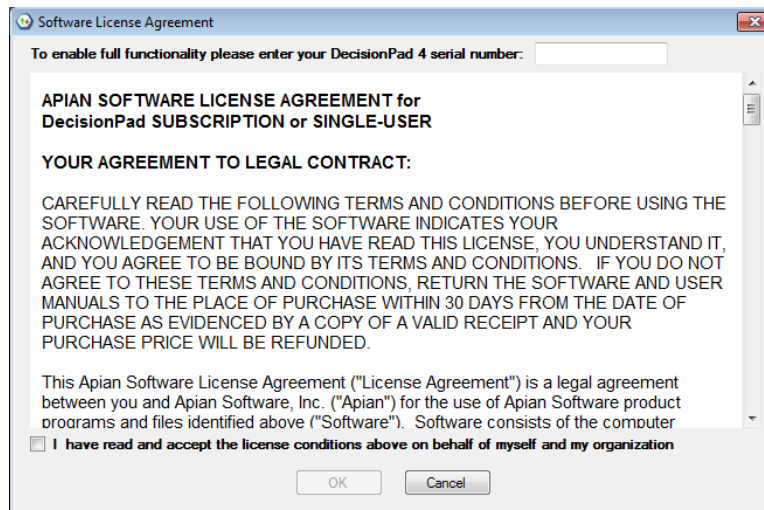 Software License Agreement
To enable full functionality please enter your DecisionPad 4 serial number:
APIAN SOFTWARE LICENSE AGREEMENT for
DecisionPad SUBSCRIPTION or SINGLE-USER
YOUR AGREEMENT TO LEGAL CONTRACT:
CAREFULLY READ THE FOLLOWING TERMS AND CONDITIONS BEFORE USING THE
SOFTWARE. YOUR USE OF THE SOFTWARE INDICATES YOUR
ACKNOWLEDGEMENT THAT YOU HAVE READ THIS LICENSE, YOU UNDERSTAND IT,
AND YOU AGREE TO BE BOUND BY ITS TERMS AND CONDITIONS.   IF YOU DO NOT
AGREE TO THESE TERMS AND CONDITIONS, RETURN THE SOFTWARE AND USER
MANUALS TO THE PLACE OF PURCHASE WITHIN 30 DAYS FROM THE DATE OF
PURCHASE AS EVIDENCED BY A COPY OF A VALID RECEIPT AND YOUR
PURCHASE PRICE WILL BE REFUNDED.
This Apian Software License Agreement ("License Agreement") is a legal agreement
between you and Apian Software, Inc. ("Apian") for the use of Apian Software product
programs and files identified above ("Software").  Software consists of the computer
I have read and accept the license conditions above on behalf of myself and my organization
OK
Cancel